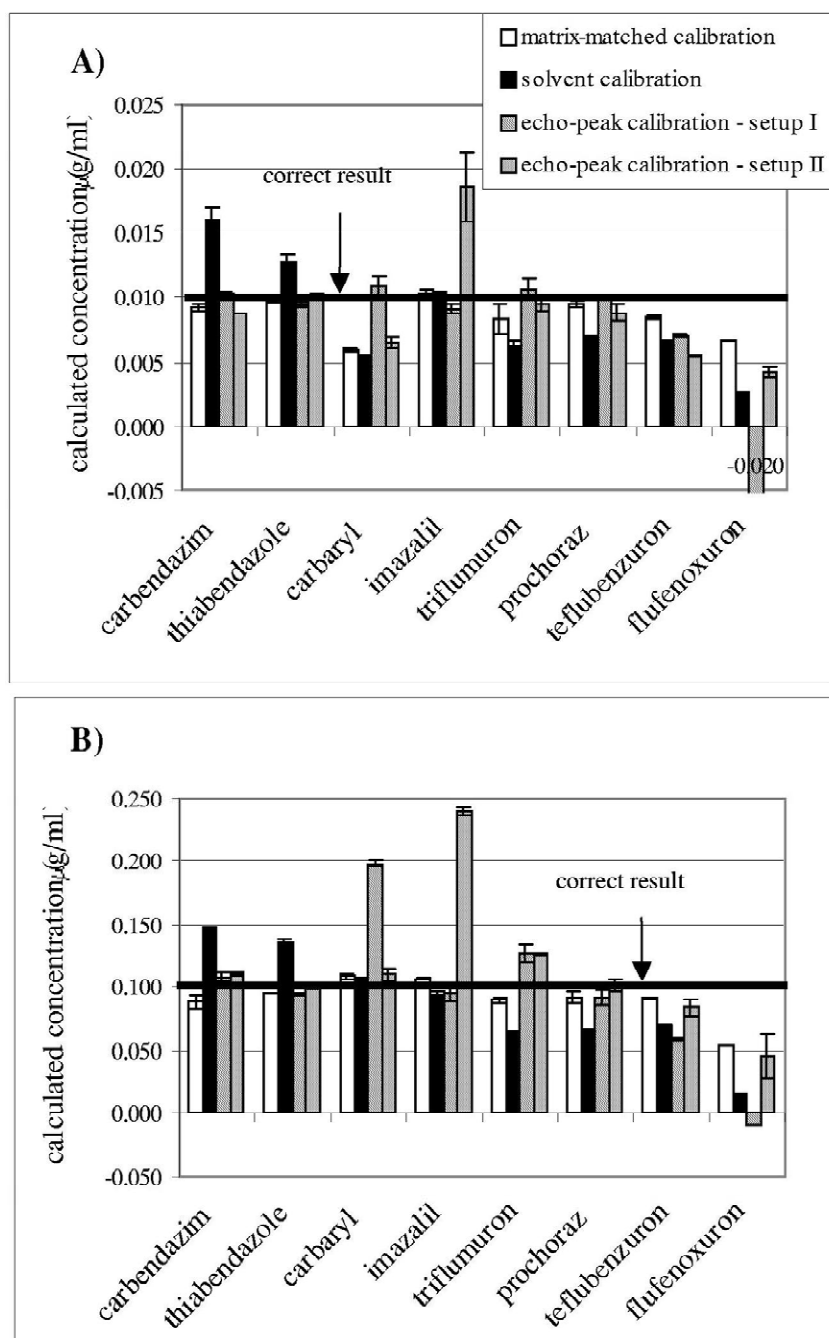 A)
matrix-matched calibration
solvent calibration
echo-peak calibration - setup I
echo-peak calibration - setup II
calculated concentration μ(g/ml)
0.025
0.020
0.015
0.010
0.005
0.000
-0.005
correct result
-0.020
carbendazim
thiabendazole
carbaryl
imazalil
triflumuron
prochoraz
teflubenzuron
flufenoxuron
B)
calculated concentration μ(g/ml)
0.250
0.200
0.150
0.100
0.050
0.000
-0.050
correct result
carbendazim
thiabendazole
carbaryl
imazalil
triflumuron
prochoraz
teflubenzuron
flufenoxuron